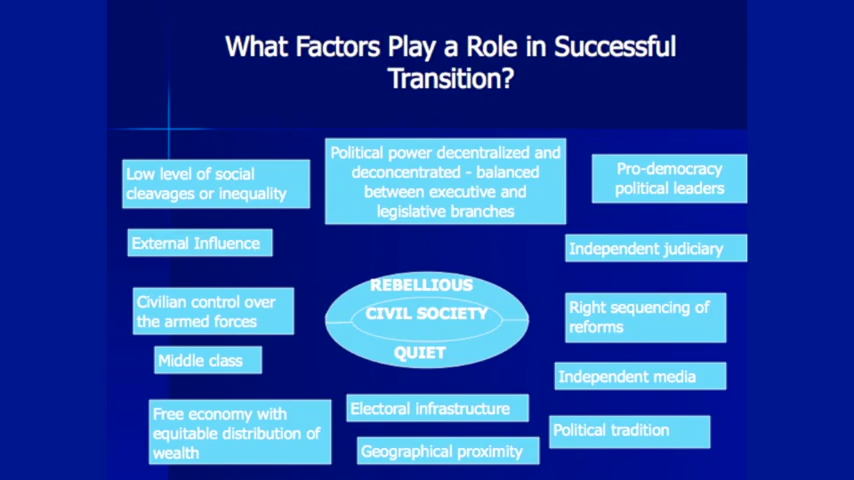 What Factors Play a Role in Successful
Transition?
Low level of social
cleavages or inequality
Political power decentralized and
deconcentrated - balanced
between executive and
legislative branches
Pro-democracy
political leaders
External Influence
Independent judiciary
Civilian control over
the armed forces
REBELLIOUS
CIVIL SOCIETY
QUIET
Right sequencing of
reforms
Middle class
Independent media
Free economy with
equitable distribution of
wealth
Electoral infrastructure
Geographical proximity
Political tradition